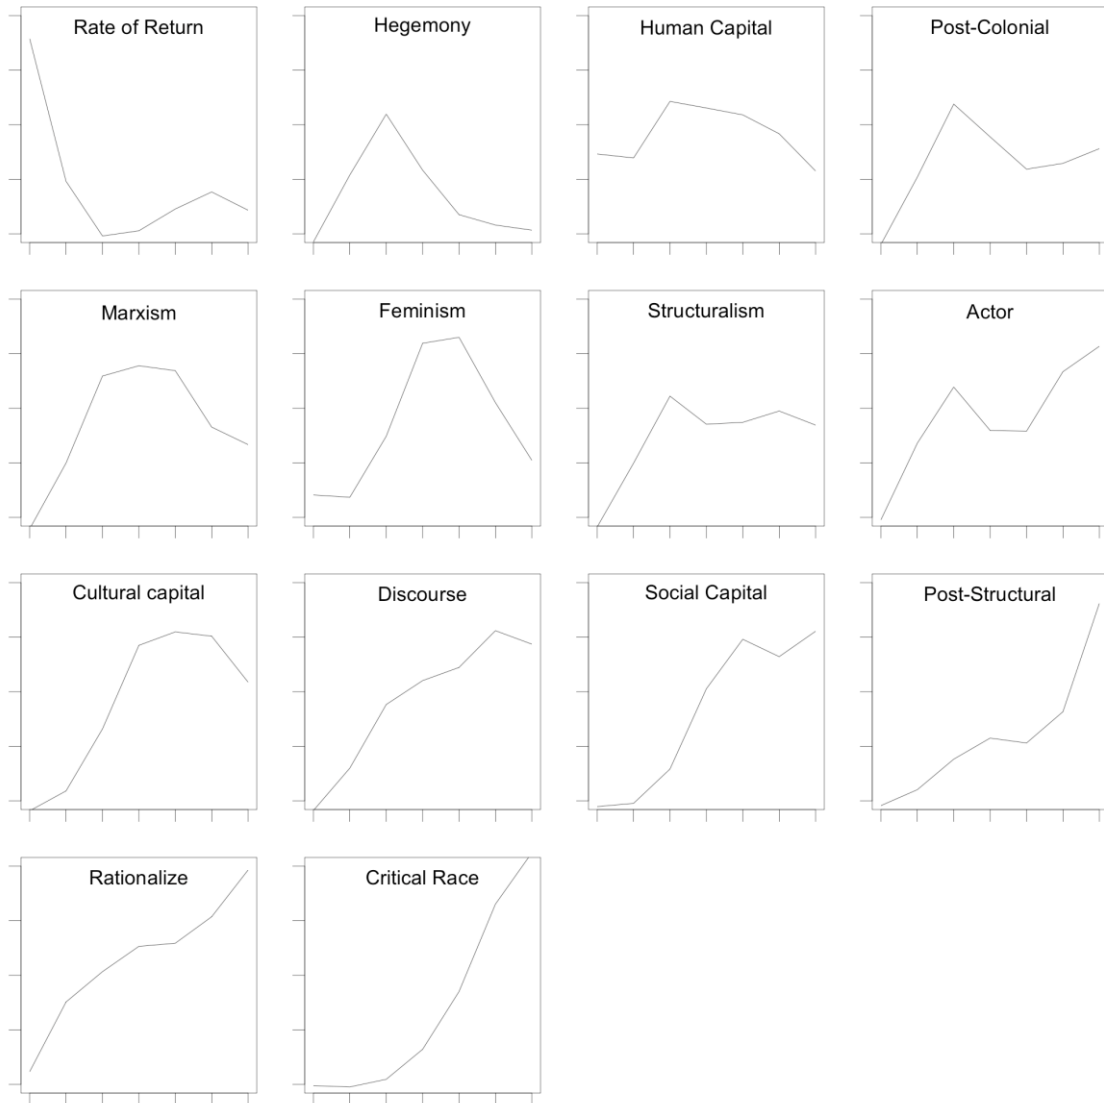 Rate of Return
Hegemony
Human Capital
Post-Colonial
Marxism
Feminism
Structuralism
Actor
Cultural capital
Discourse
Social Capital
Post-Structural
Rationalize
Critical Race